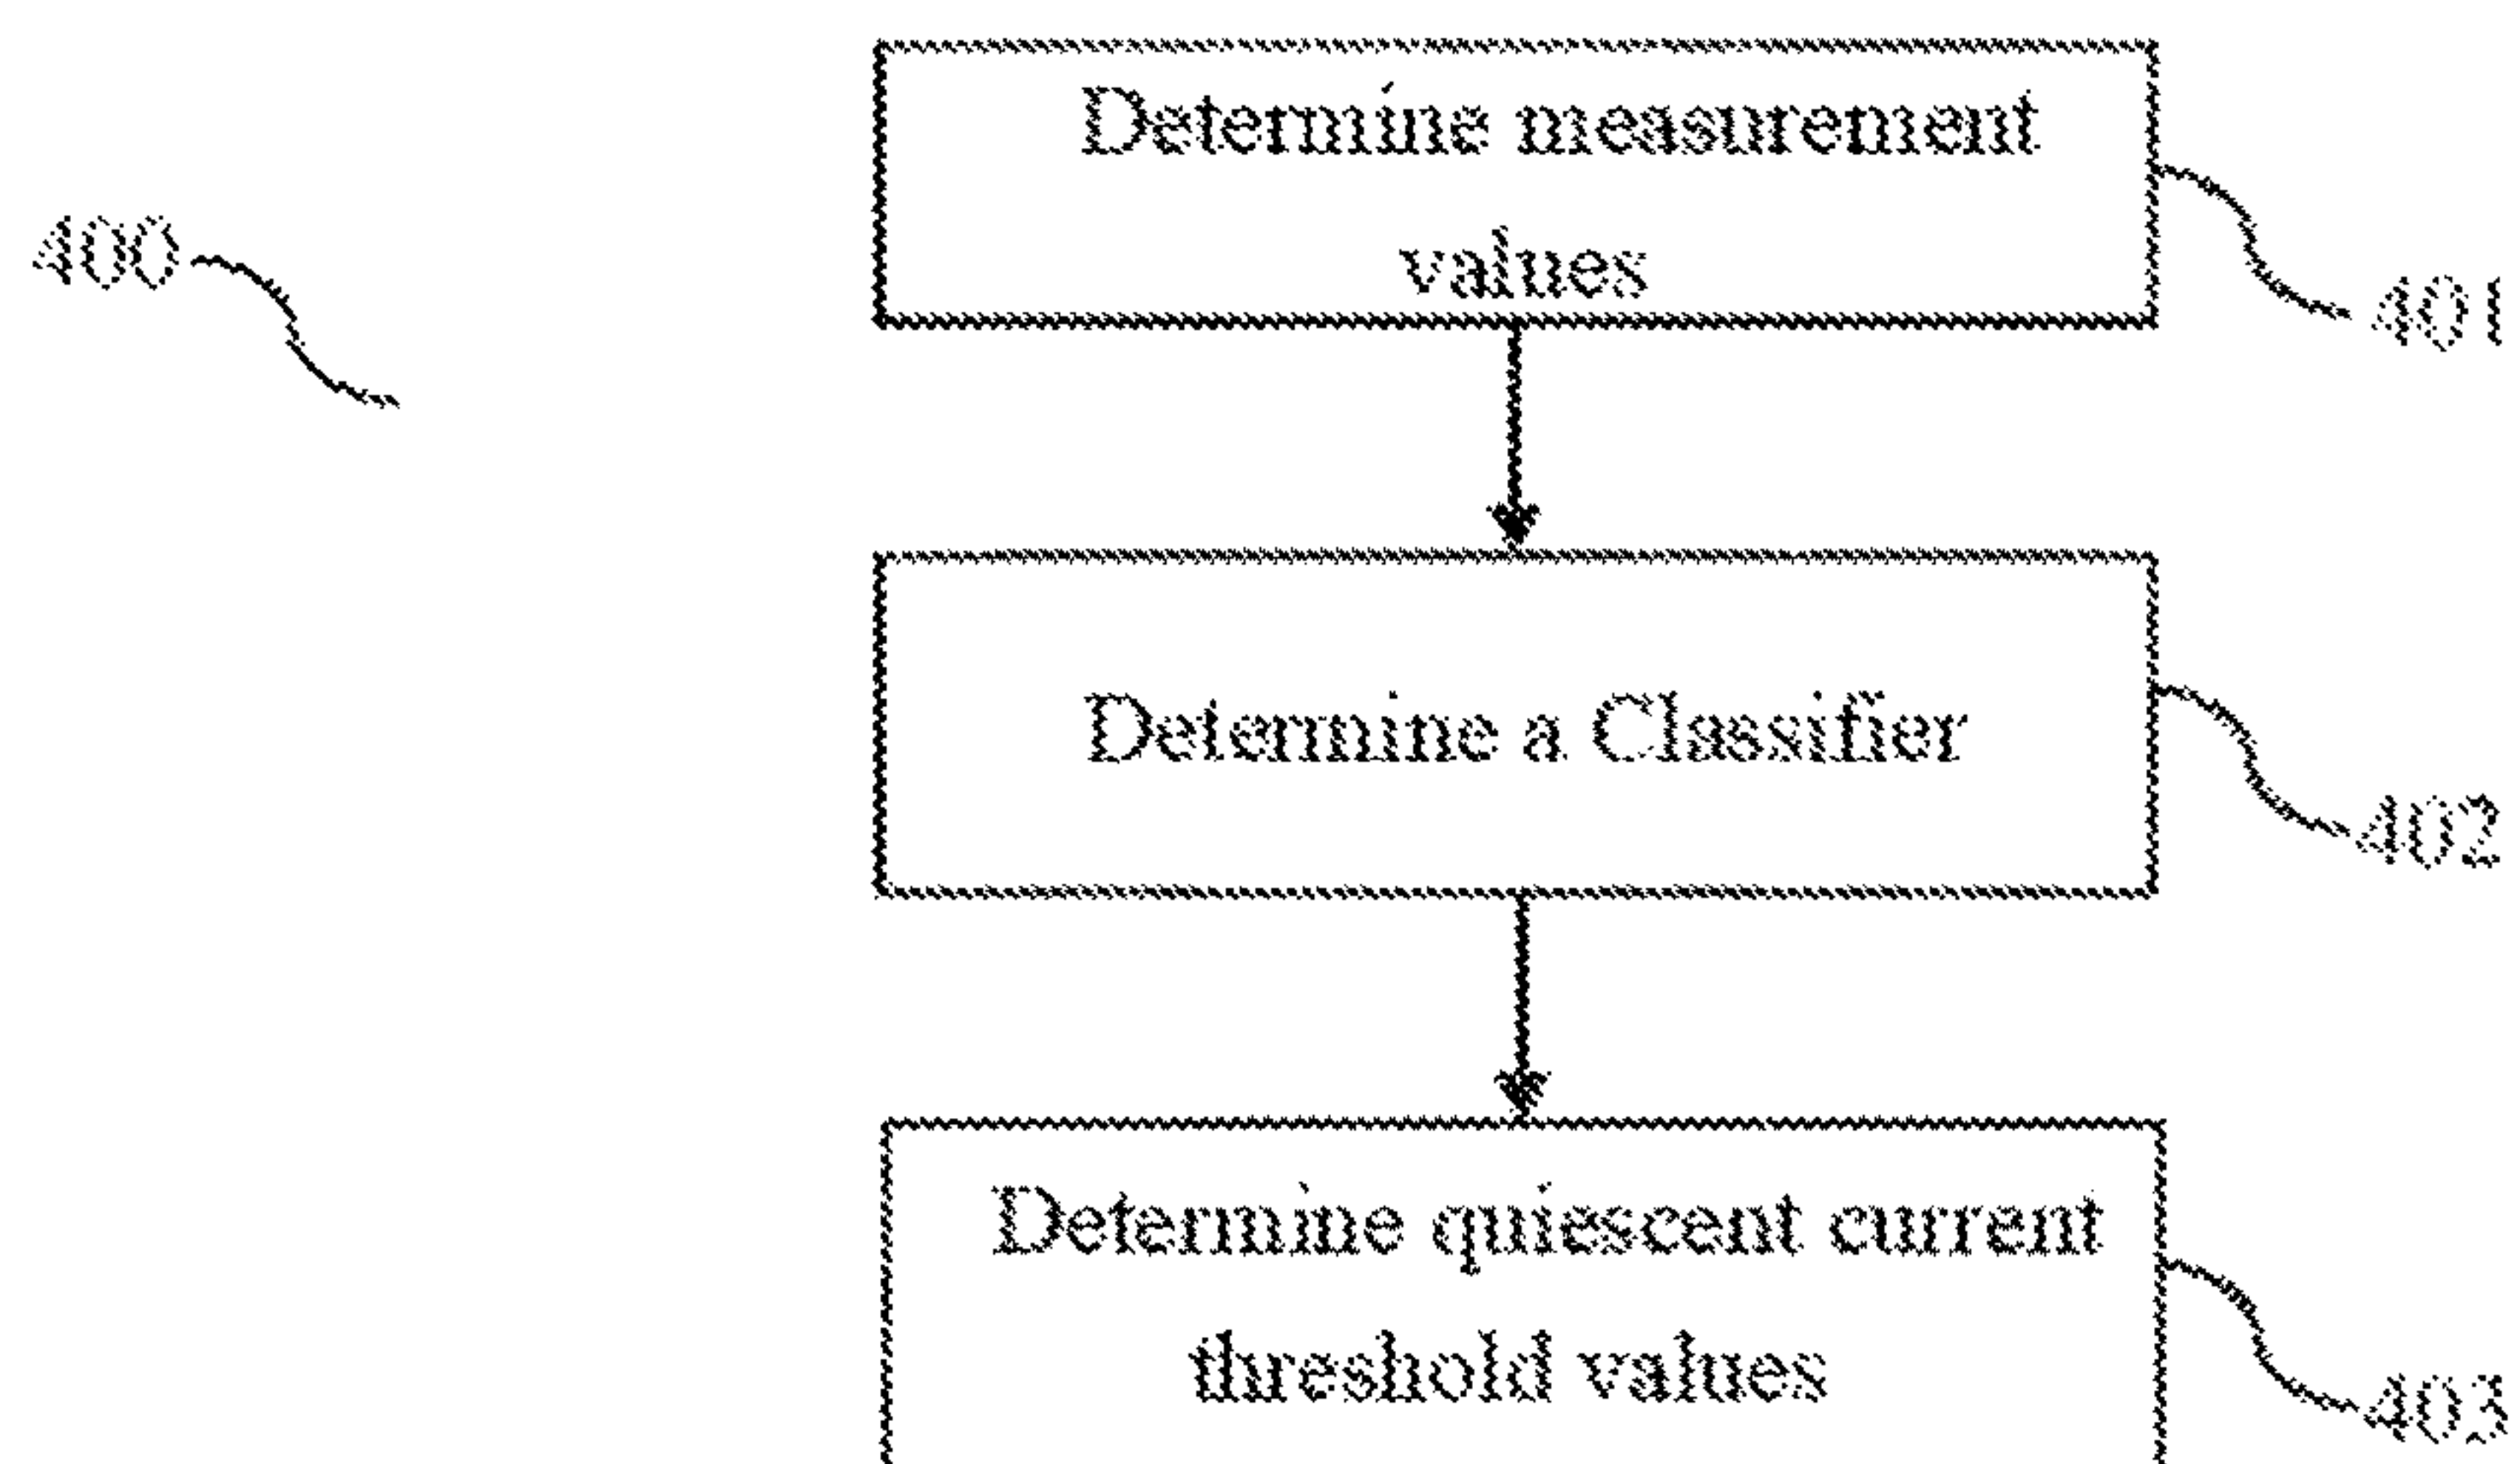 Determine measurement
values
400
401
Determine a Classifier
402
Determine quiescent current
threshold values
403